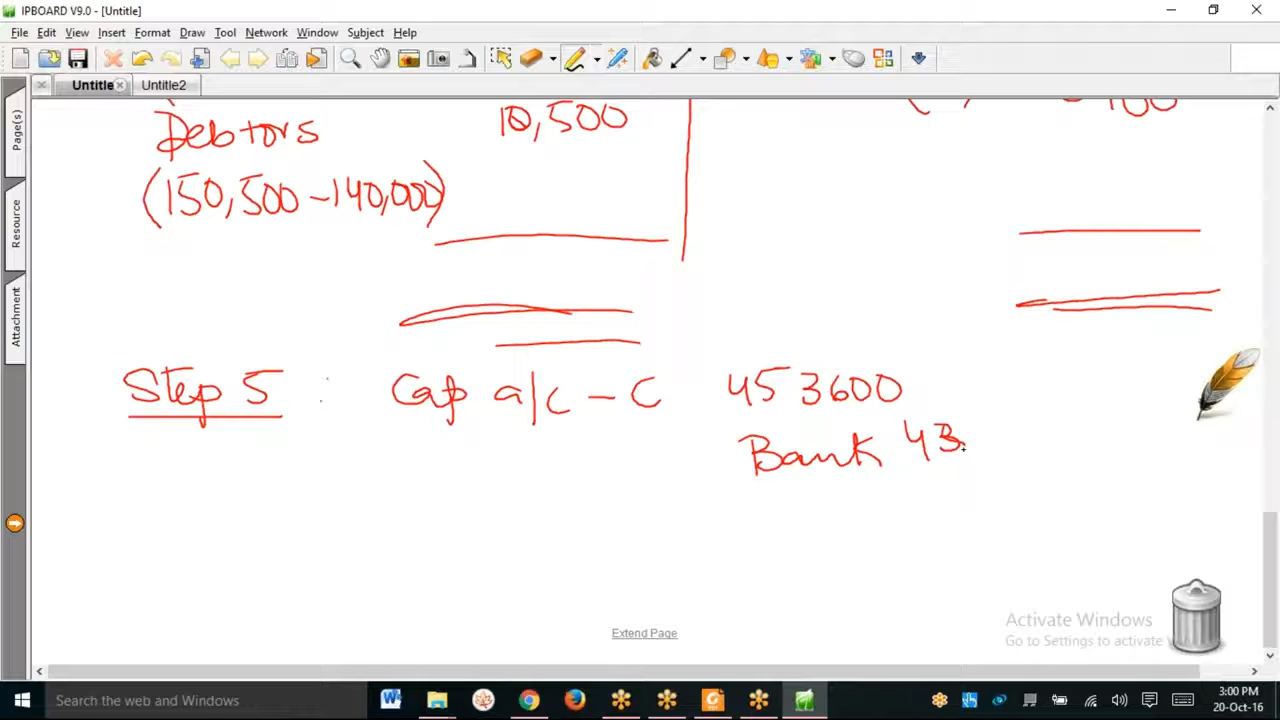 IPBOARD V9.0 - [Untitle]
File Edit View Insert Format Draw Tool Network Window Subject Help
Untitle Untitle2
Page(s)
Resource
Attachment
Debtors 10,500
100
(150,500 - 140,000)
Step 5 : Cap a/c - C 453600
Bank 43
Activate Windows
Go to Settings to activate W
Extend Page
Search the web and Windows
3:00 PM
20-Oct-16